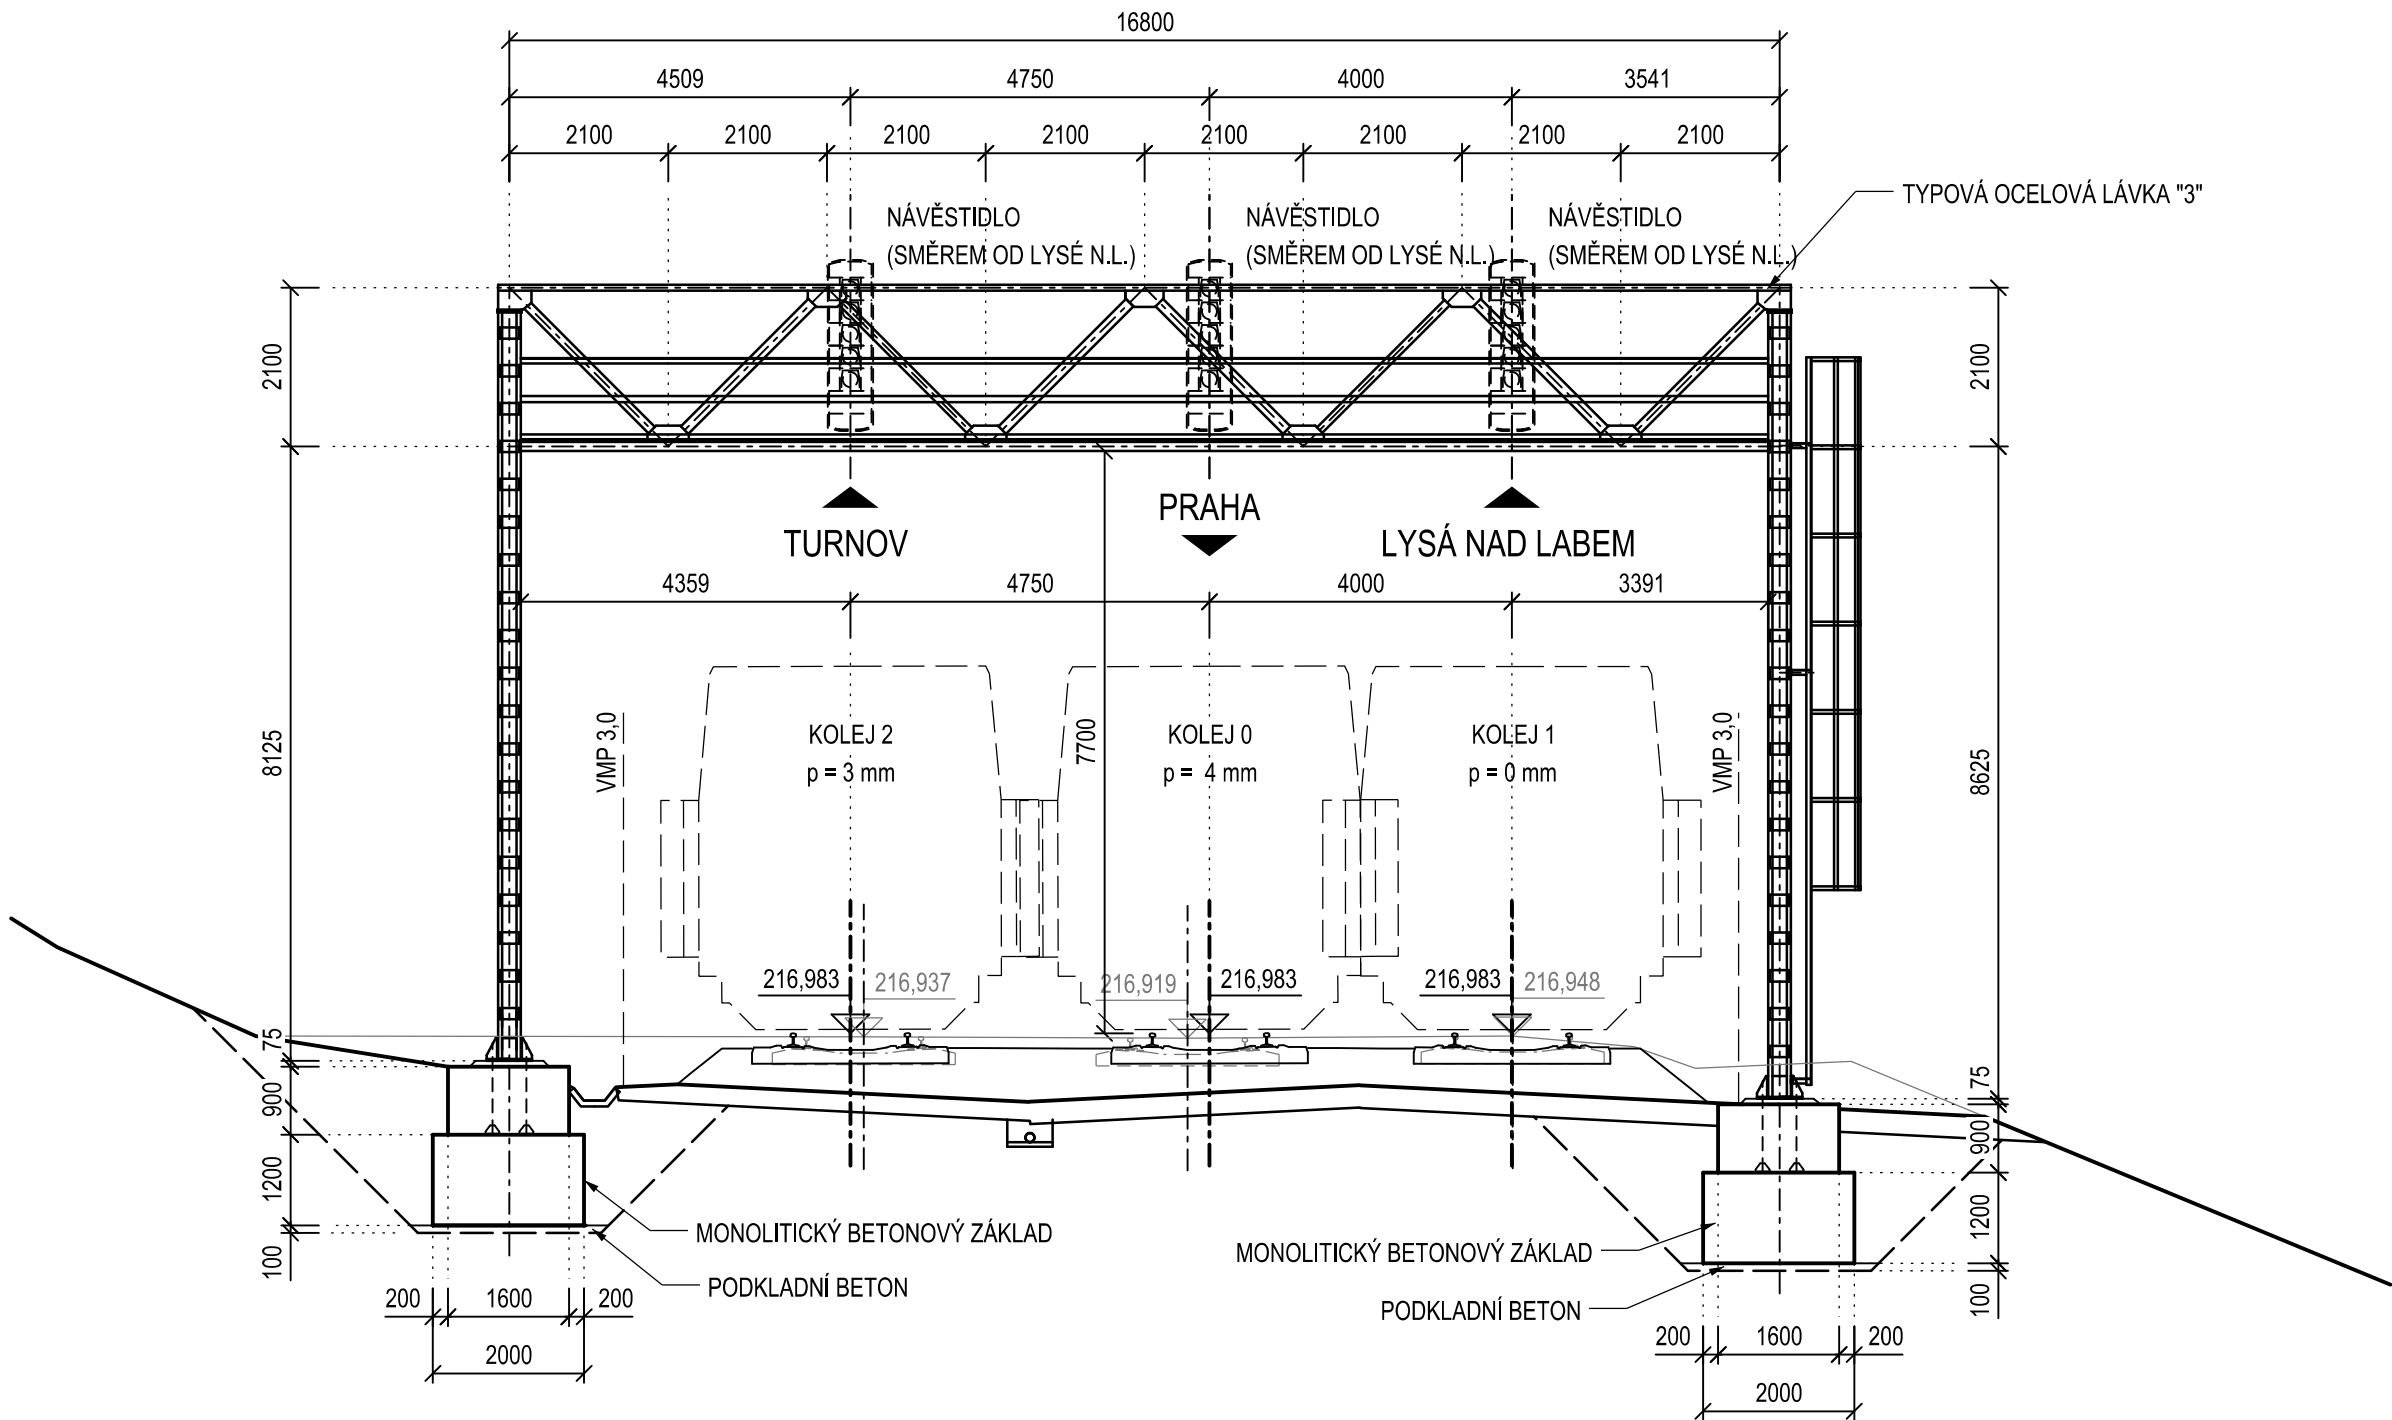 16800
4509 4750 4000 3541
2100 2100 2100 2100 2100 2100 2100 2100
TYPOVÁ OCELOVÁ LÁVKA "3"
NÁVĚSTIDLO
(SMĚREM OD LYSÉ N.L.)
NÁVĚSTIDLO
(SMĚREM OD LYSÉ N.L.)
NÁVĚSTIDLO
(SMĚREM OD LYSÉ N.L.)
2100
2100
TURNOV
PRAHA
LYSÁ NAD LABEM
4359 4750 4000 3391
8125
VMP 3,0
KOLEJ 2
p = 3 mm
7700
KOLEJ 0
p = 4 mm
KOLEJ 1
p = 0 mm
VMP 3,0
8625
216,983 216,937 216,919 216,983 216,983 216,948
75
900
1200
100
75
900
1200
100
MONOLITICKÝ BETONOVÝ ZÁKLAD
PODKLADNÍ BETON
MONOLITICKÝ BETONOVÝ ZÁKLAD
PODKLADNÍ BETON
200 1600 200
2000
200 1600 200
2000